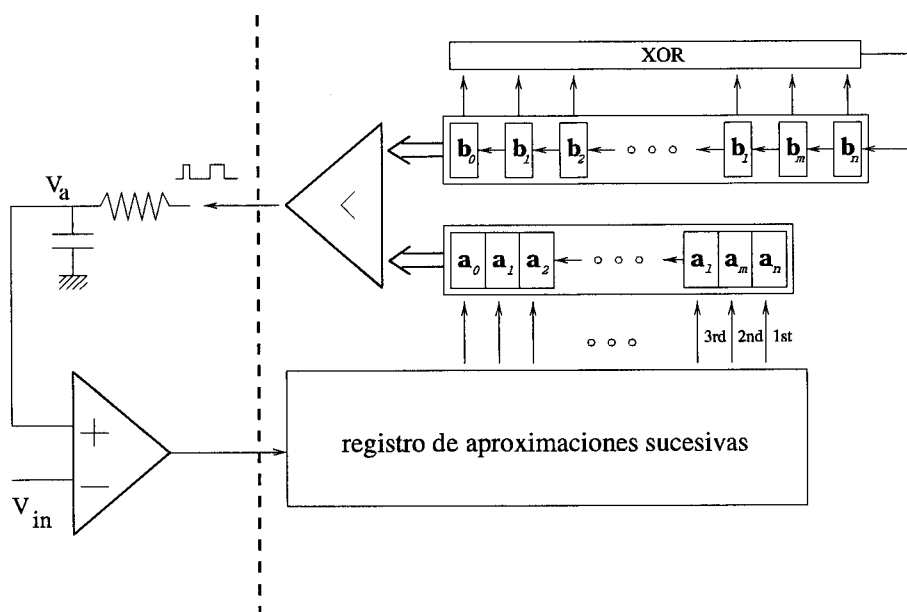 XOR
b0 b1 b2 b1 bm bn
Va
<
a0 a1 a2 a1 am an
3rd 2nd 1st
+
registro de aproximaciones sucesivas
−
Vin